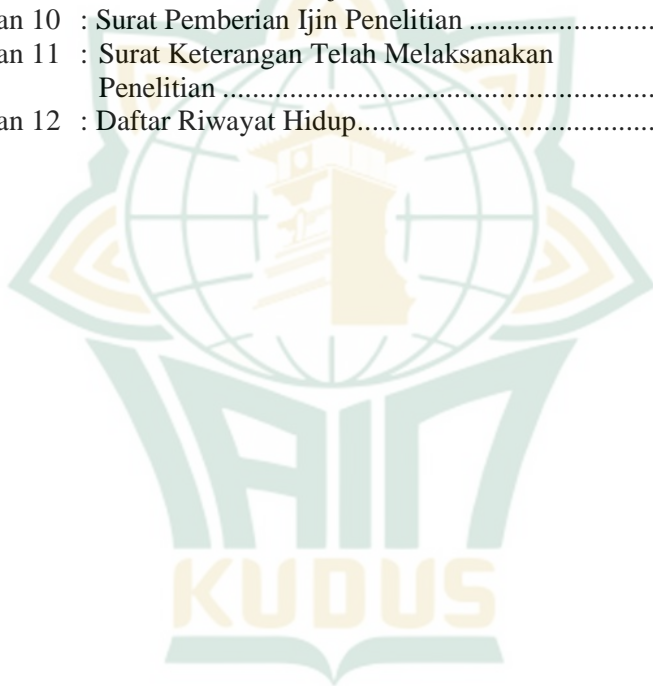 an 10 : Surat Pemberian Ijin Penelitian .......................
an 11 : Surat Keterangan Telah Melaksanakan
Penelitian ................................................................
an 12 : Daftar Riwayat Hidup..........................................
IAIN
KUDUS